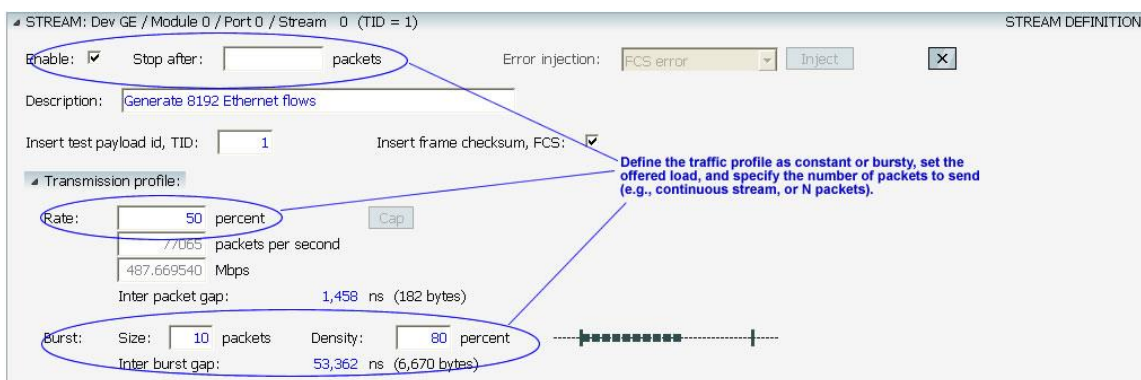 STREAM: Dev GE / Module 0 / Port 0 / Stream 0 (TID = 1) STREAM DEFINITION
Enable: Stop after: packets Error injection: FCS error Inject X
Description: Generate 8192 Ethernet flows
Insert test payload id, TID: 1 Insert frame checksum, FCS:
Define the traffic profile as constant or bursty, set the
offered load, and specify the number of packets to send
(e.g., continuous stream, or N packets).
Transmission profile:
Rate: 50 percent Cap
77065 packets per second
487.669540 Mbps
Inter packet gap: 1,458 ns (182 bytes)
Burst: Size: 10 packets Density: 80 percent
Inter burst gap: 53,362 ns (6,670 bytes)